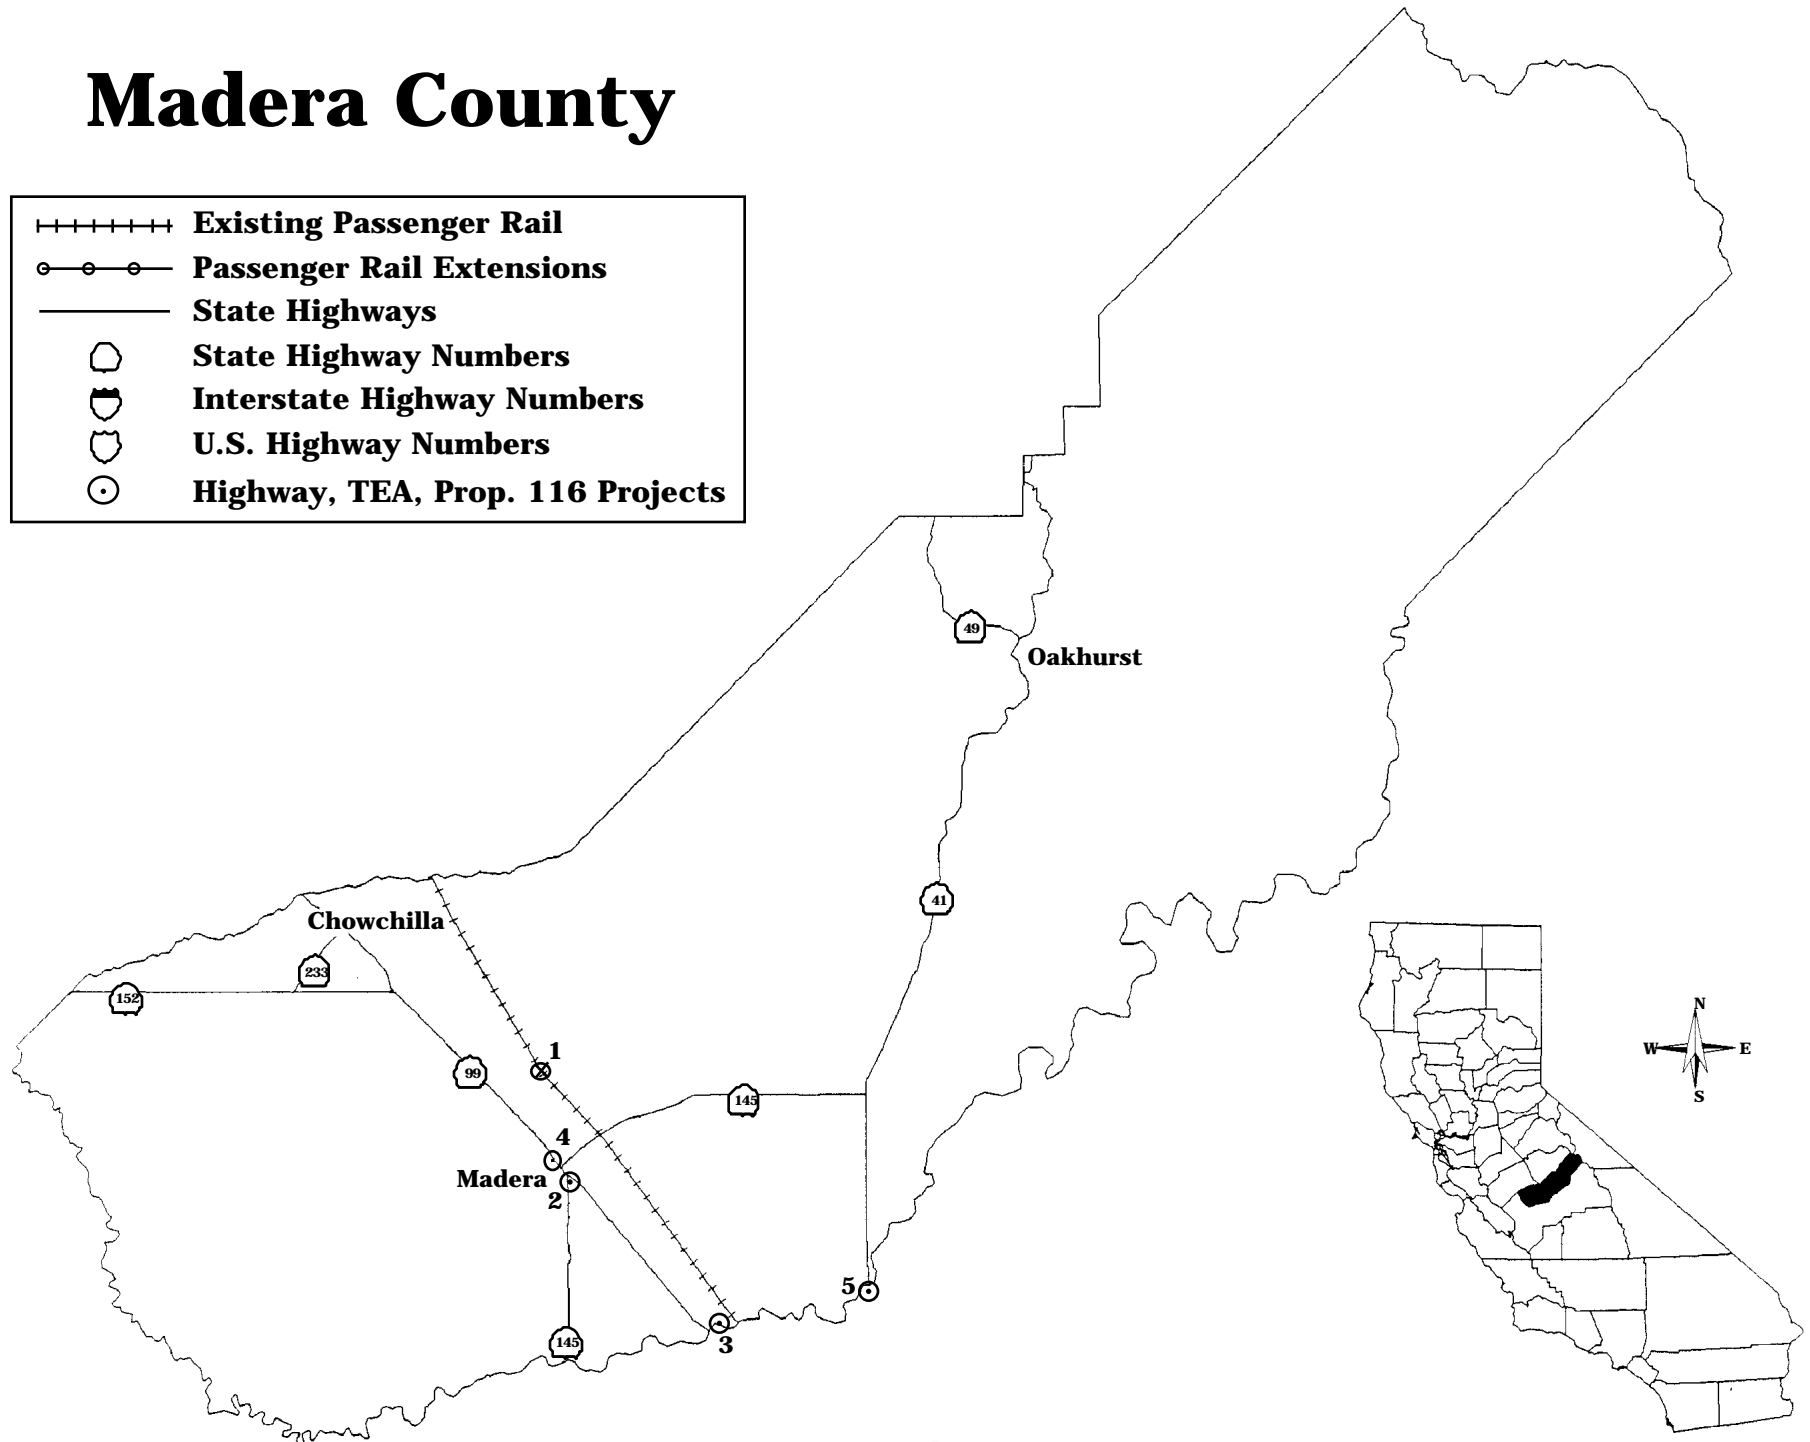 Madera County
Existing Passenger Rail
Passenger Rail Extensions
State Highways
State Highway Numbers
Interstate Highway Numbers
U.S. Highway Numbers
Highway, TEA, Prop. 116 Projects
49
Oakhurst
41
Chowchilla
233
152
N
W
E
S
1
99
145
4
Madera
2
5
3
145